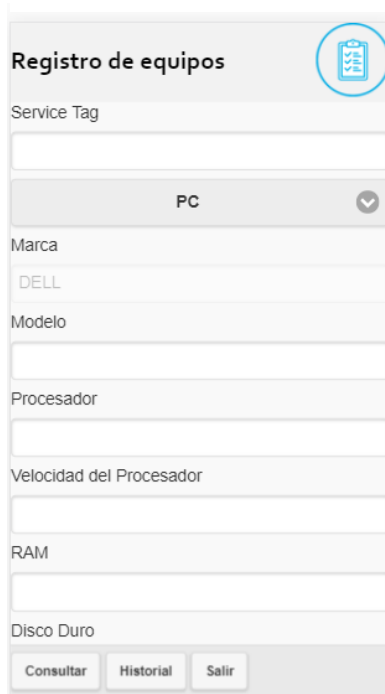 Registro de equipos
Service Tag
PC
Marca
DELL
Modelo
Procesador
Velocidad del Procesador
RAM
Disco Duro
Consultar Historial Salir